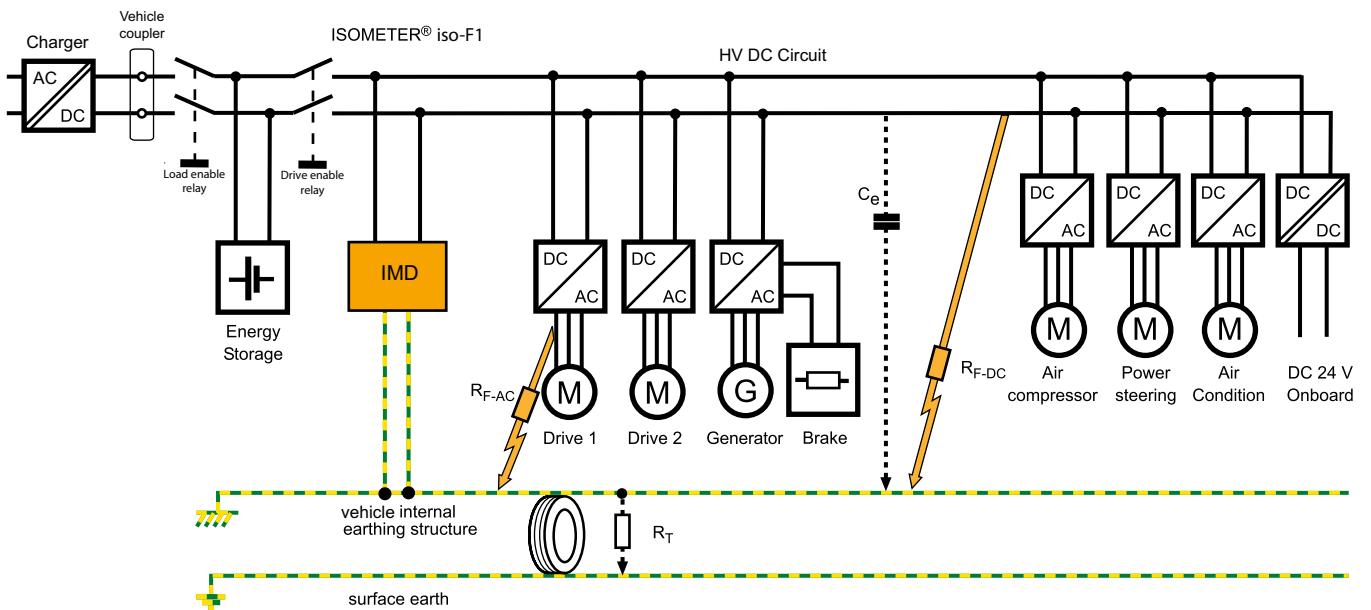 Vehicle
coupler
Charger
ISOMETER® iso-F1
HV DC Circuit
AC
DC
Load enable
relay
Drive enable
relay
Energy
Storage
IMD
DC
AC
DC
AC
DC
AC
Ce
DC
AC
DC
AC
DC
AC
DC
DC
RF-AC
M
Drive 1
M
Drive 2
G
Generator
Brake
RF-DC
M
Air
compressor
M
Power
steering
M
Air
Condition
DC 24 V
Onboard
vehicle internal
earthing structure
RT
surface earth